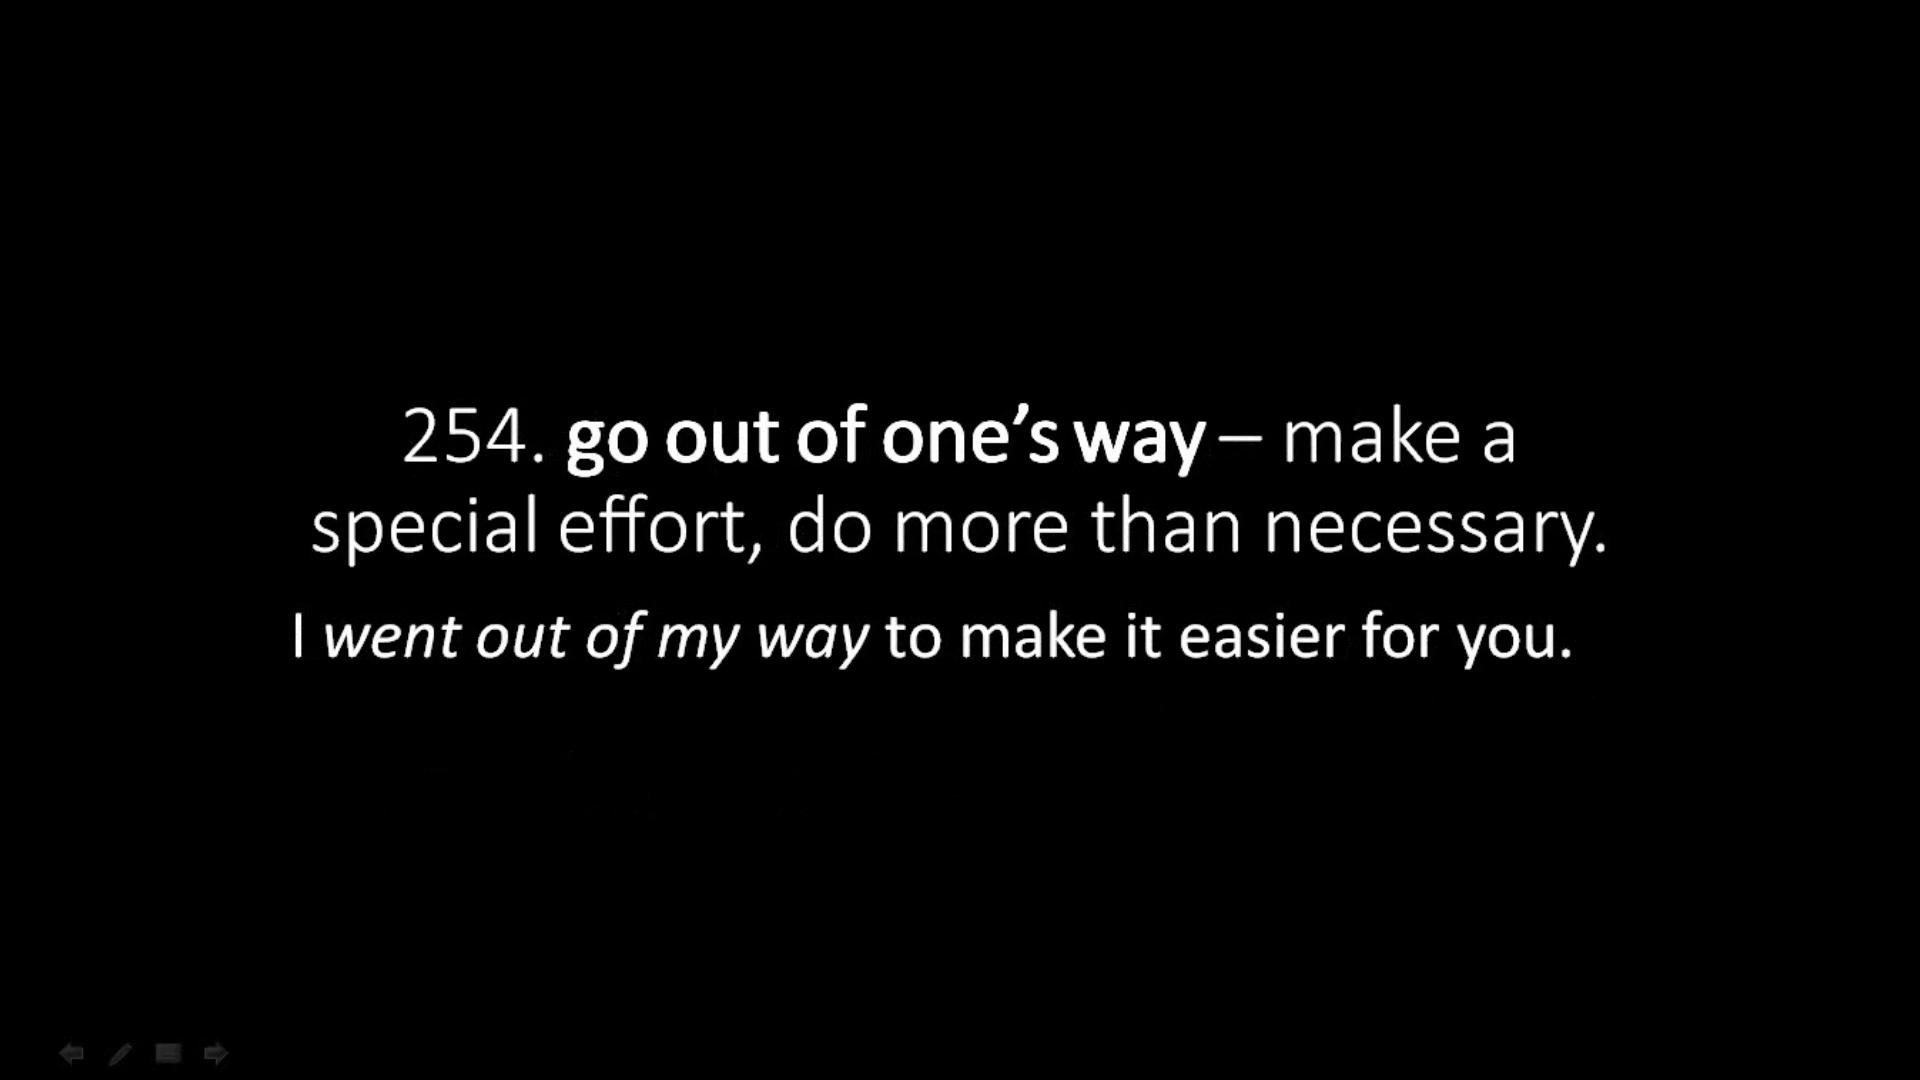 254. go out of one’s way – make a
special effort, do more than necessary.
I went out of my way to make it easier for you.